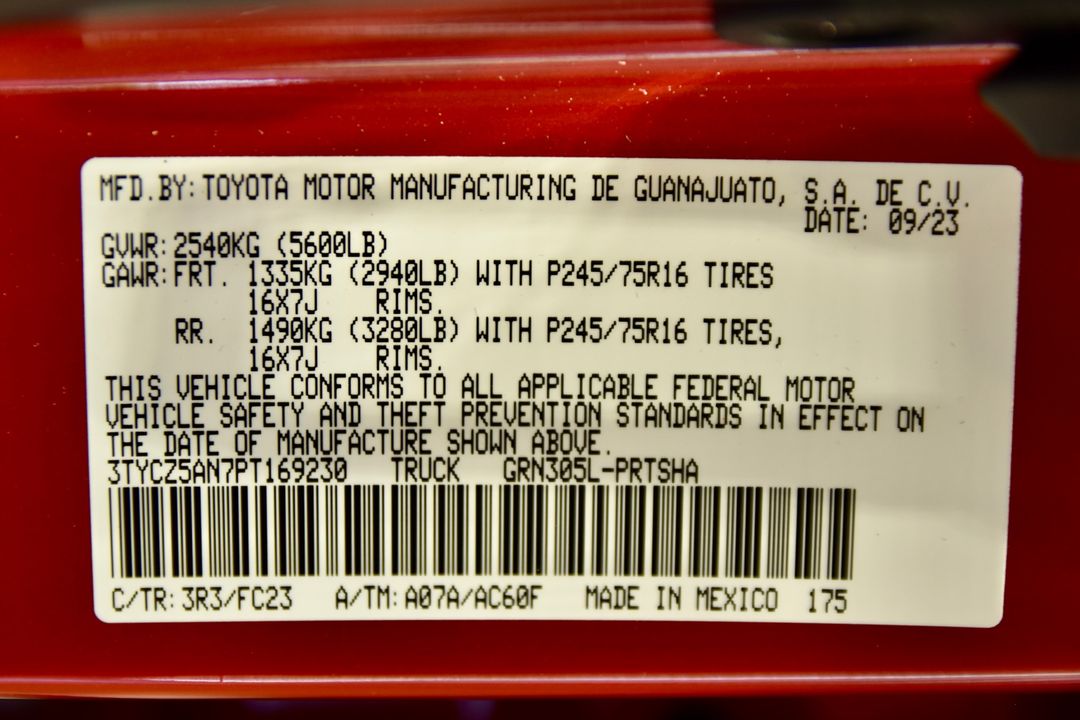 MFD.BY: TOYOTA MOTOR MANUFACTURING DE GUANAJUATO, S.A. DE C.V.
DATE: 09/23
GVWR: 2540KG (5600LB)
GAWR: FRT. 1335KG (2940LB) WITH P245/75R16 TIRES
16X7J RIMS.
RR. 1490KG (3280LB) WITH P245/75R16 TIRES,
16X7J RIMS.
THIS VEHICLE CONFORMS TO ALL APPLICABLE FEDERAL MOTOR
VEHICLE SAFETY AND THEFT PREVENTION STANDARDS IN EFFECT ON
THE DATE OF MANUFACTURE SHOWN ABOVE.
3TYCZ5AN7PT169230 TRUCK GRN305L-PRTSHA
C/TR: 3R3/FC23 A/TM: A07A/AC60F MADE IN MEXICO 175